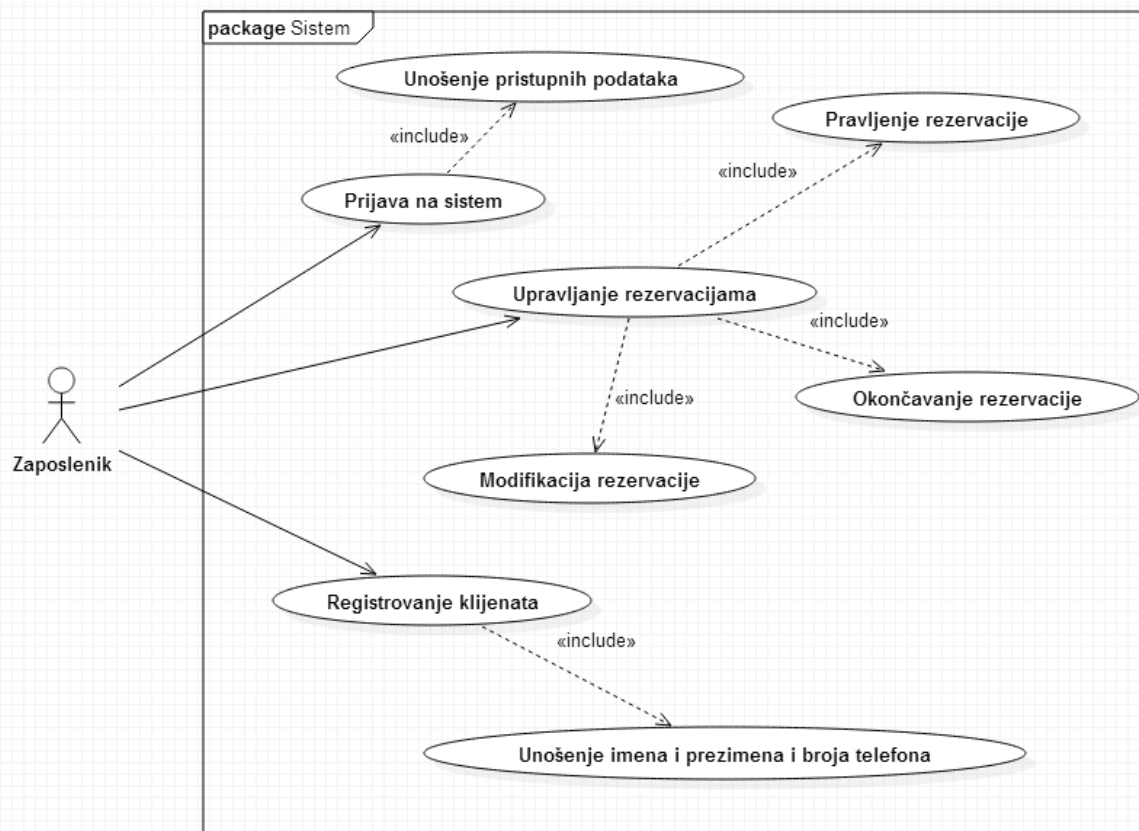 package Sistem
Unošenje pristupnih podataka
Pravljenje rezervacije
«include»
«include»
Prijava na sistem
Upravljanje rezervacijama
«include»
«include»
Okončavanje rezervacije
Zaposlenik
Modifikacija rezervacije
Registrovanje klijenata
«include»
Unošenje imena i prezimena i broja telefona